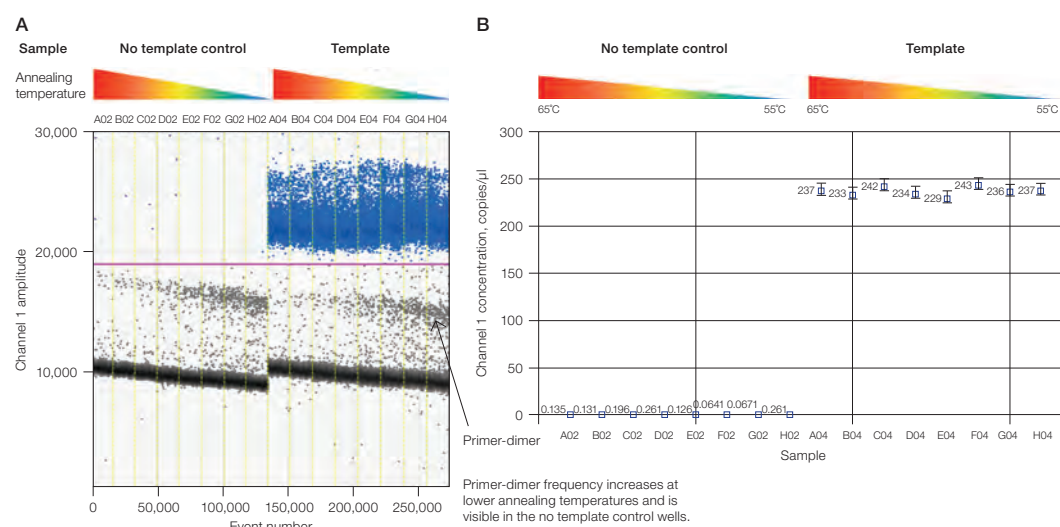 A
Sample
No template control
Template
Annealing
temperature
A02 B02 C02 D02 E02 F02 G02 H02 A04 B04 C04 D04 E04 F04 G04 H04
30,000
20,000
10,000
Channel 1 amplitude
0 50,000 100,000 150,000 200,000 250,000
Event number
Primer-dimer
Primer-dimer frequency increases at
lower annealing temperatures and is
visible in the no template control wells.
B
No template control
Template
65°C 55°C 65°C 55°C
300
250
200
150
100
50
0
Channel 1 concentration, copies/µl
237 233 242 234 229 243 236 237
0.135 0.131 0.196 0.261 0.126 0.0641 0.0671 0.261
A02 B02 C02 D02 E02 F02 G02 H02 A04 B04 C04 D04 E04 F04 G04 H04
Sample